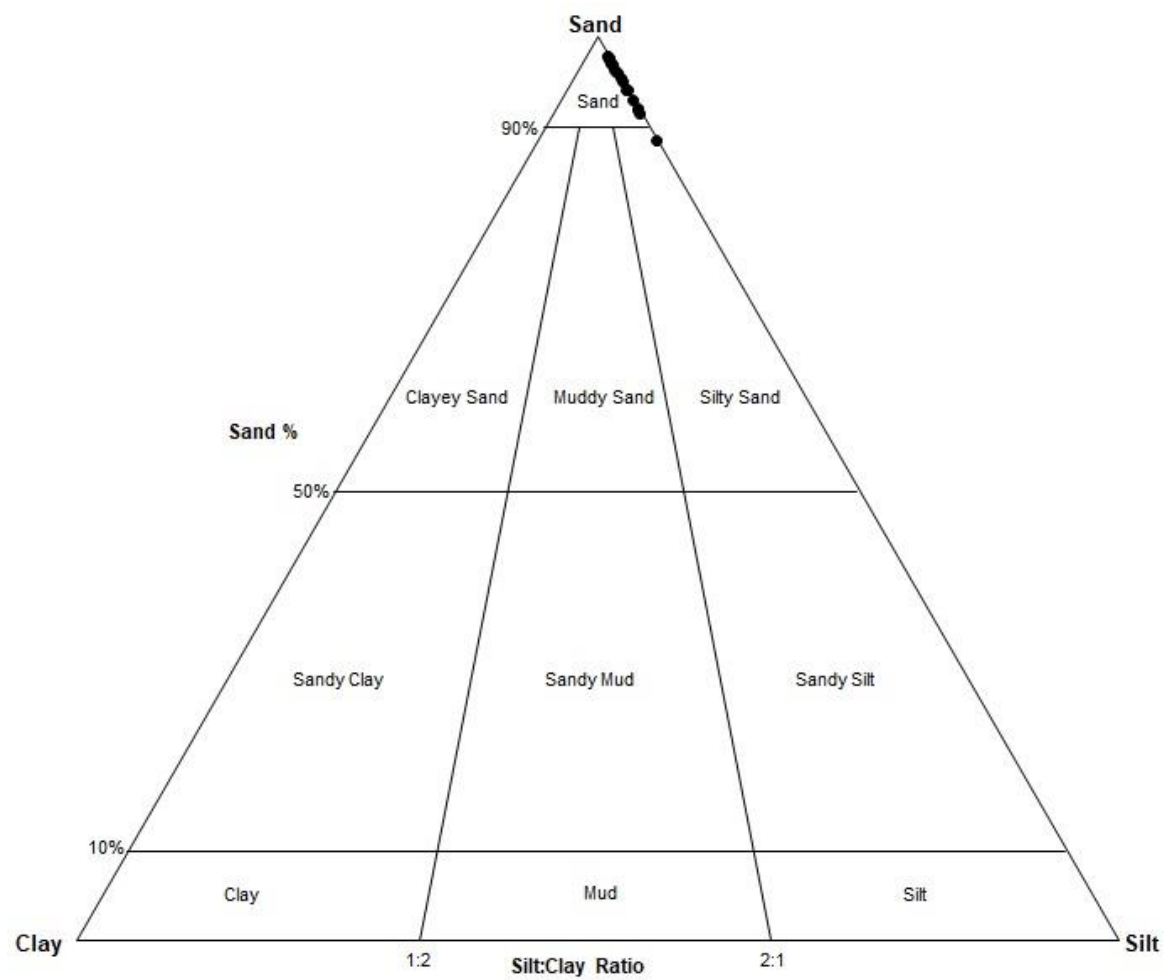 Sand
Sand
90%
Clayey Sand
Muddy Sand
Silty Sand
Sand %
50%
Sandy Clay
Sandy Mud
Sandy Silt
10%
Clay
Mud
Silt
Clay
Silt
1:2
Silt:Clay Ratio
2:1